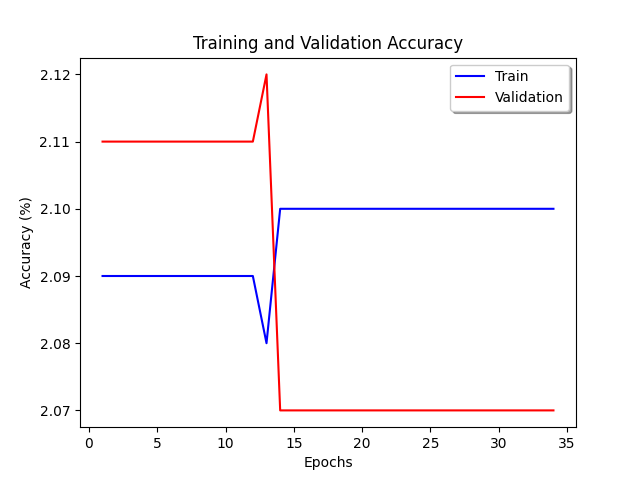 Training and Validation Accuracy
Train
Validation
2.12
2.11
2.10
2.09
2.08
2.07
Accuracy (%)
0 5 10 15 20 25 30 35
Epochs